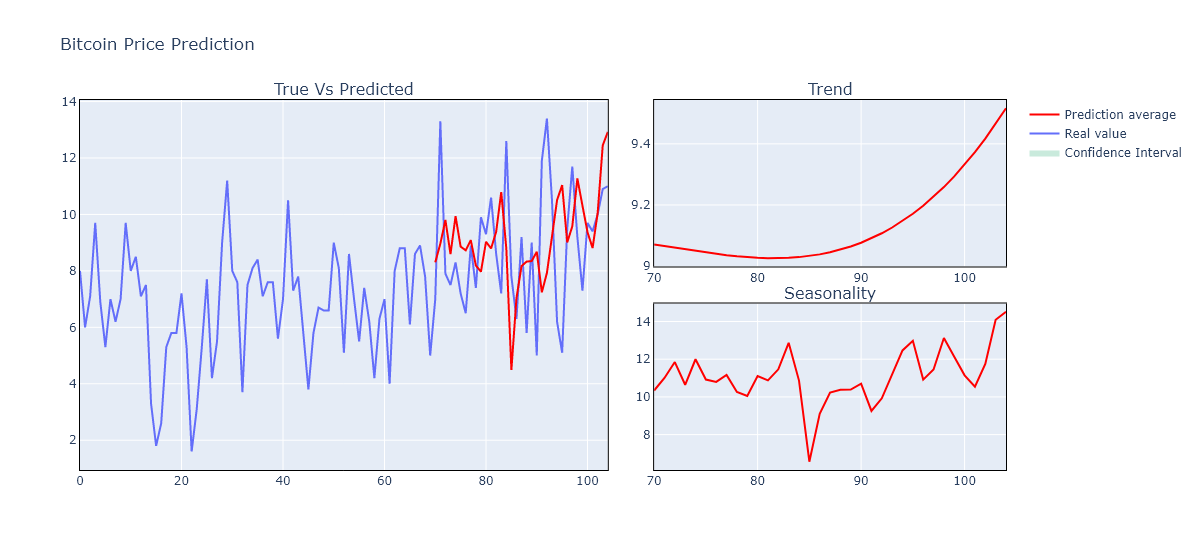 Bitcoin Price Prediction
True Vs Predicted
14
12
10
8
6
4
2
0 20 40 60 80 100
Trend
9.4
9.2
9
70 80 90 100
Seasonality
14
12
10
8
70 80 90 100
Prediction average
Real value
Confidence Interval